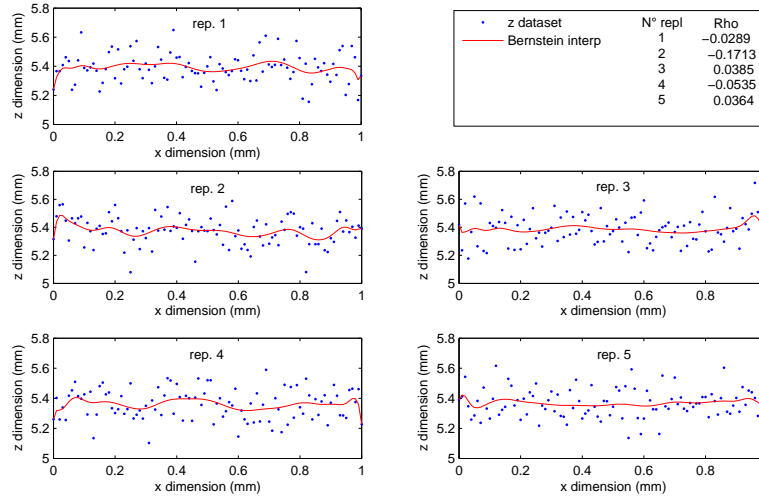 rep. 1
5.8
5.6
5.4
5.2
5
z dimension (mm)
0 0.2 0.4 0.6 0.8 1
x dimension (mm)
z dataset
Bernstein interp
N° repl Rho
1 −0.0289
2 −0.1713
3 0.0385
4 −0.0535
5 0.0364
rep. 2
5.8
5.6
5.4
5.2
5
z dimension (mm)
0 0.2 0.4 0.6 0.8 1
x dimension (mm)
rep. 3
5.8
5.6
5.4
5.2
5
z dimension (mm)
0 0.2 0.4 0.6 0.8
x dimension (mm)
rep. 4
5.8
5.6
5.4
5.2
5
z dimension (mm)
0 0.2 0.4 0.6 0.8 1
x dimension (mm)
rep. 5
5.8
5.6
5.4
5.2
5
z dimension (mm)
0 0.2 0.4 0.6 0.8
x dimension (mm)